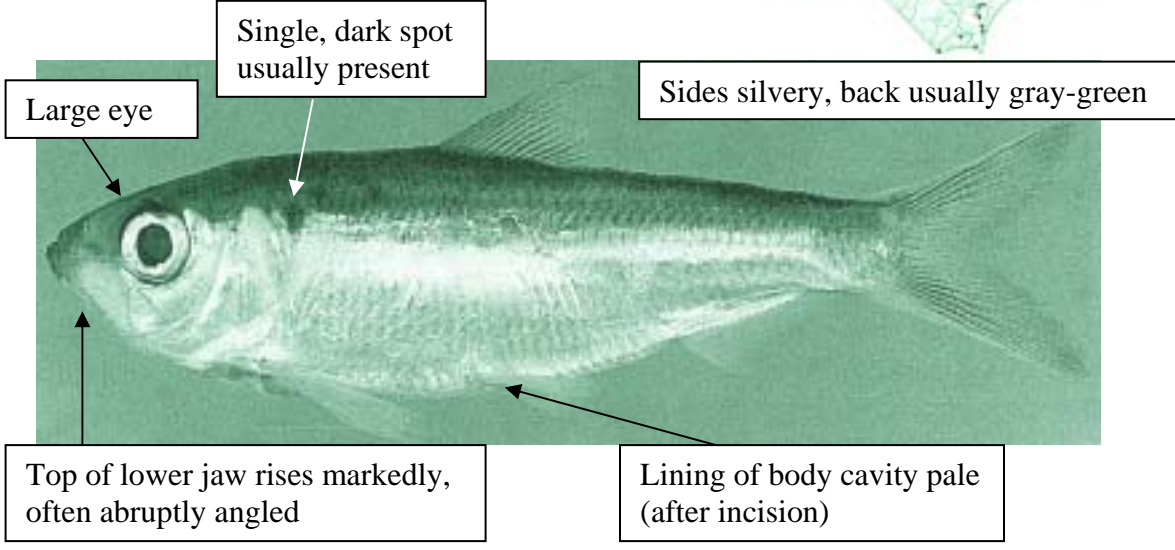 Single, dark spot
usually present
Large eye
Sides silvery, back usually gray-green
Top of lower jaw rises markedly,
often abruptly angled
Lining of body cavity pale
(after incision)